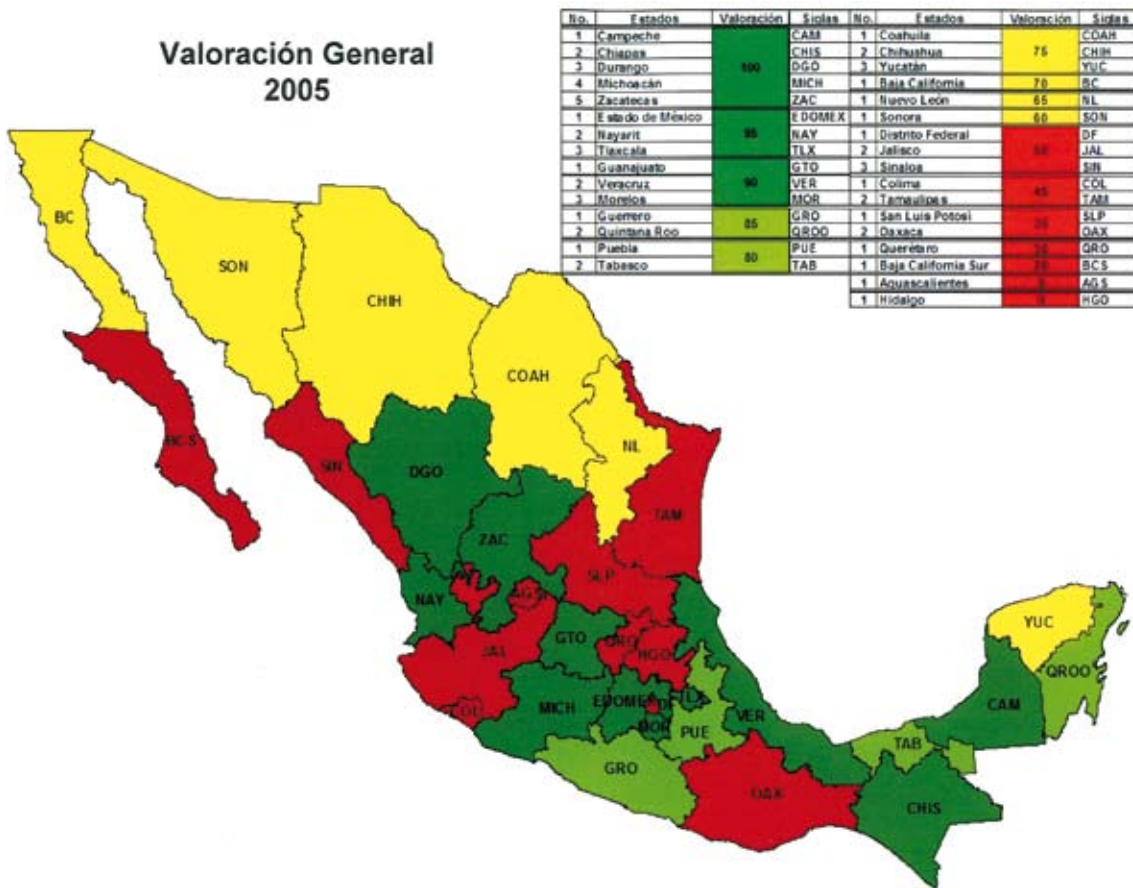 Valoración General
2005
No. Estados Valoración Siglas No. Estados Valoración Siglas
1 Campeche 100 CAM 1 Coahuila 75 COAH
2 Chiapas CHIS 2 Chihuahua CHIH
3 Durango DGO 3 Yucatán YUC
4 Michoacán MICH 1 Baja California 70 BC
5 Zacatecas ZAC 1 Nuevo León 65 NL
1 Estado de México 95 EDOMEX 1 Sonora 60 SON
2 Nayarit NAY 1 Distrito Federal DF
3 Tlaxcala TLX 2 Jalisco JAL
1 Guanajuato 90 GTO 3 Sinaloa SIN
2 Veracruz VER 1 Colima 45 COL
3 Morelos MOR 2 Tamaulipas TAM
1 Guerrero 85 GRO 1 San Luis Potosí SLP
2 Quintana Roo QROO 2 Oaxaca OAX
1 Puebla 80 PUE 1 Querétaro QRO
2 Tabasco TAB 1 Baja California Sur BCS
1 Aguascalientes AGS
1 Hidalgo HGO
BC
SON
CHIH
COAH
NL
BCS
SIN
DGO
TAM
ZAC
SLP
NAY
AGS
YUC
GTO
QRO
HGO
JAL
QROO
COL
MICH
EDOMEX
DF
TLX
MOR
PUE
VER
CAM
TAB
GRO
OAX
CHIS